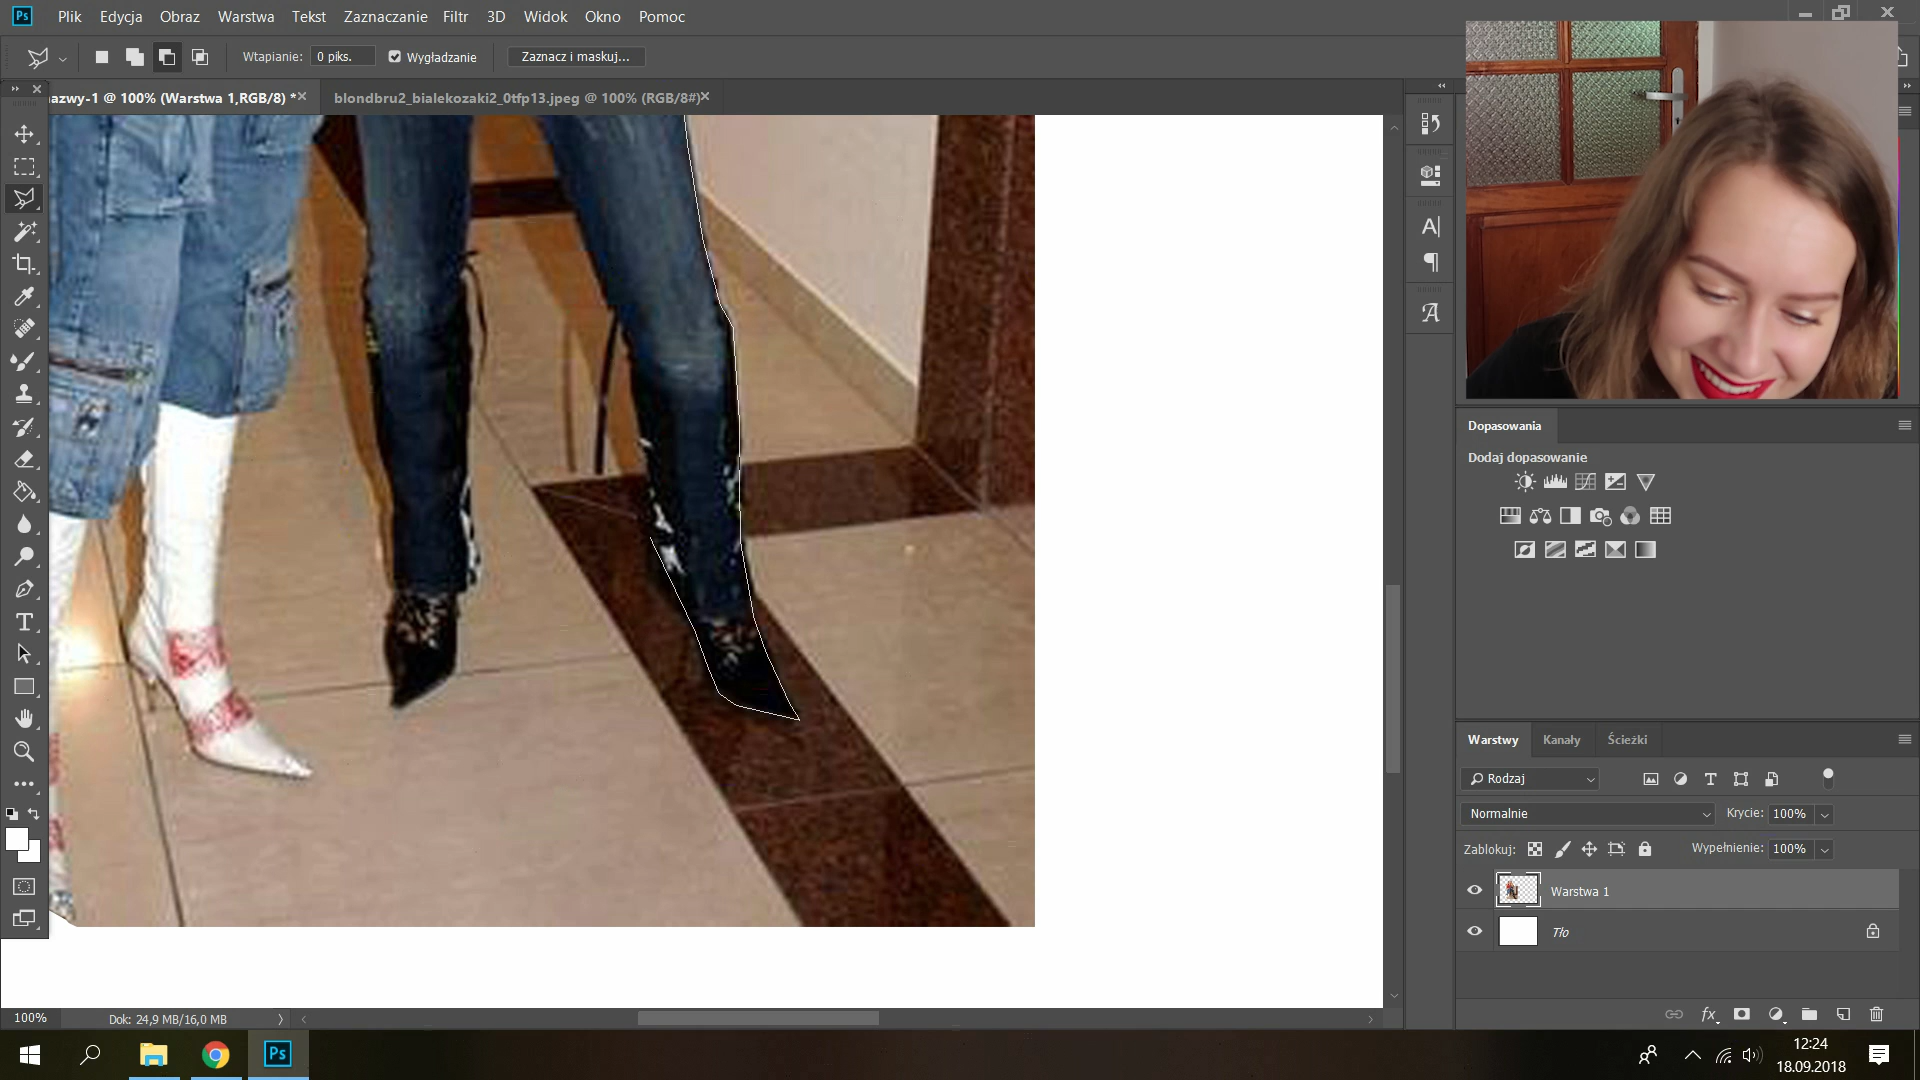 Ps Plik Edycja Obraz Warstwa Tekst Zaznaczanie Filtr 3D Widok Okno Pomoc
Wtapianie: 0 piks. Wygładzanie Zaznacz i maskuj...
azwy-1 @ 100% (Warstwa 1,RGB/8) * blondbru2_bialekozaki2_0tfp13.jpeg @ 100% (RGB/8#)
Dopasowania
Dodaj dopasowanie
Warstwy Kanały Ścieżki
Rodzaj
Normalnie Krycie: 100%
Zablokuj: Wypełnienie: 100%
Warstwa 1
Tło
fx
100% Dok: 24,9 MB/16,0 MB
Ps
12:24
18.09.2018